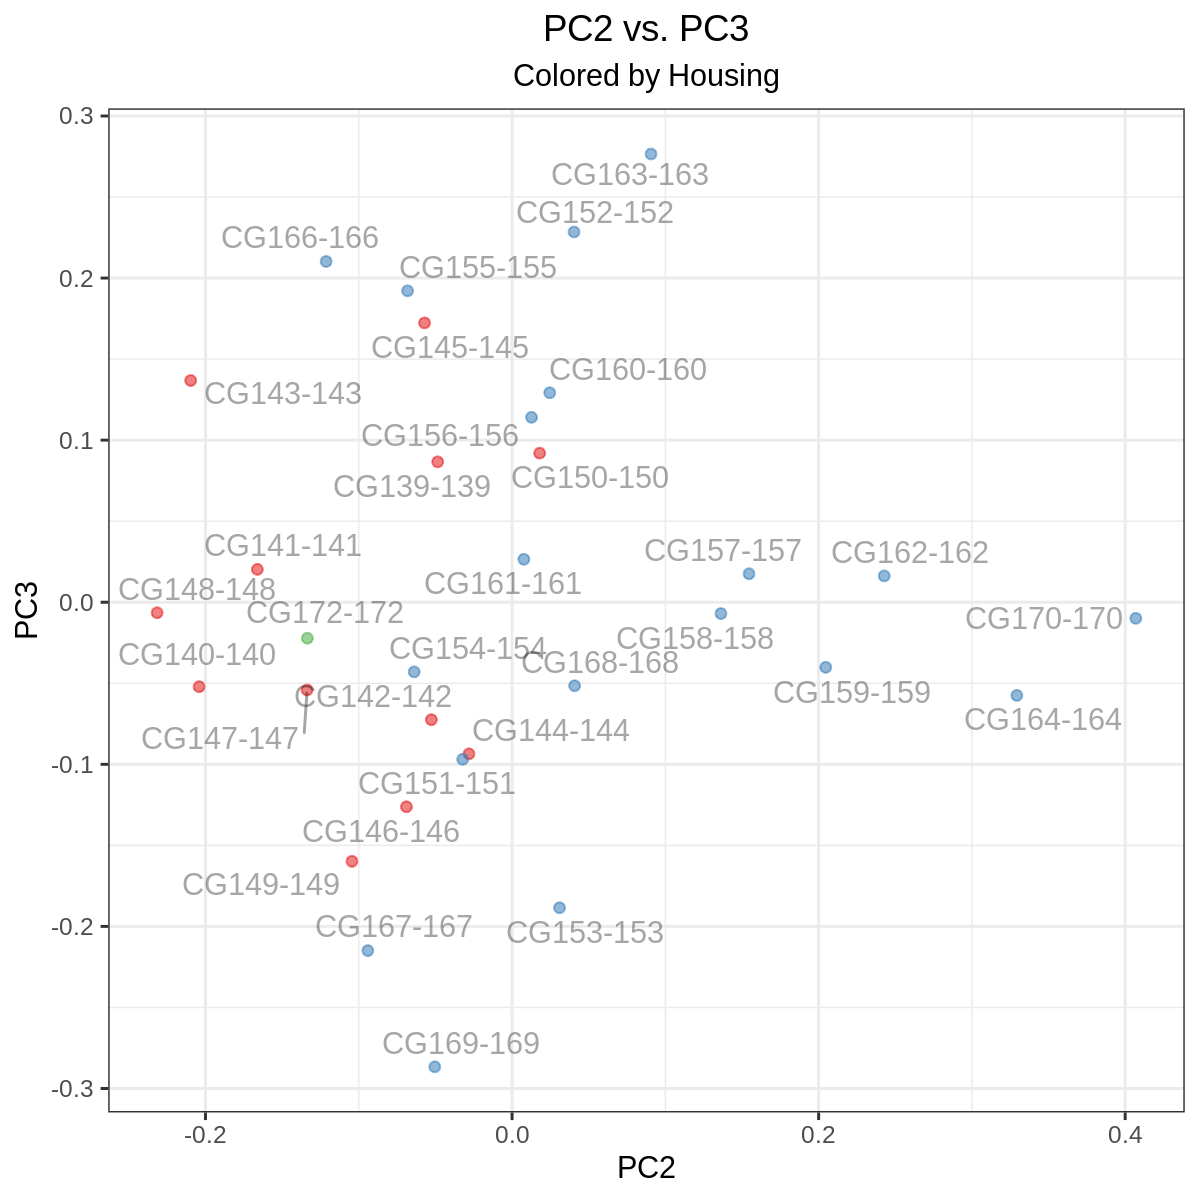 PC2 vs. PC3
Colored by Housing
0.3
CG163-163
CG152-152
CG166-166
CG155-155
0.2
CG145-145
CG160-160
CG143-143
0.1
CG156-156
CG150-150
CG139-139
CG141-141
CG157-157
CG162-162
CG161-161
CG148-148
0.0
CG172-172
CG170-170
PC3
CG158-158
CG154-154
CG140-140
CG168-168
CG159-159
CG142-142
CG164-164
CG144-144
CG147-147
-0.1
CG151-151
CG146-146
CG149-149
-0.2
CG167-167
CG153-153
CG169-169
-0.3
-0.2 0.0 0.2 0.4
PC2